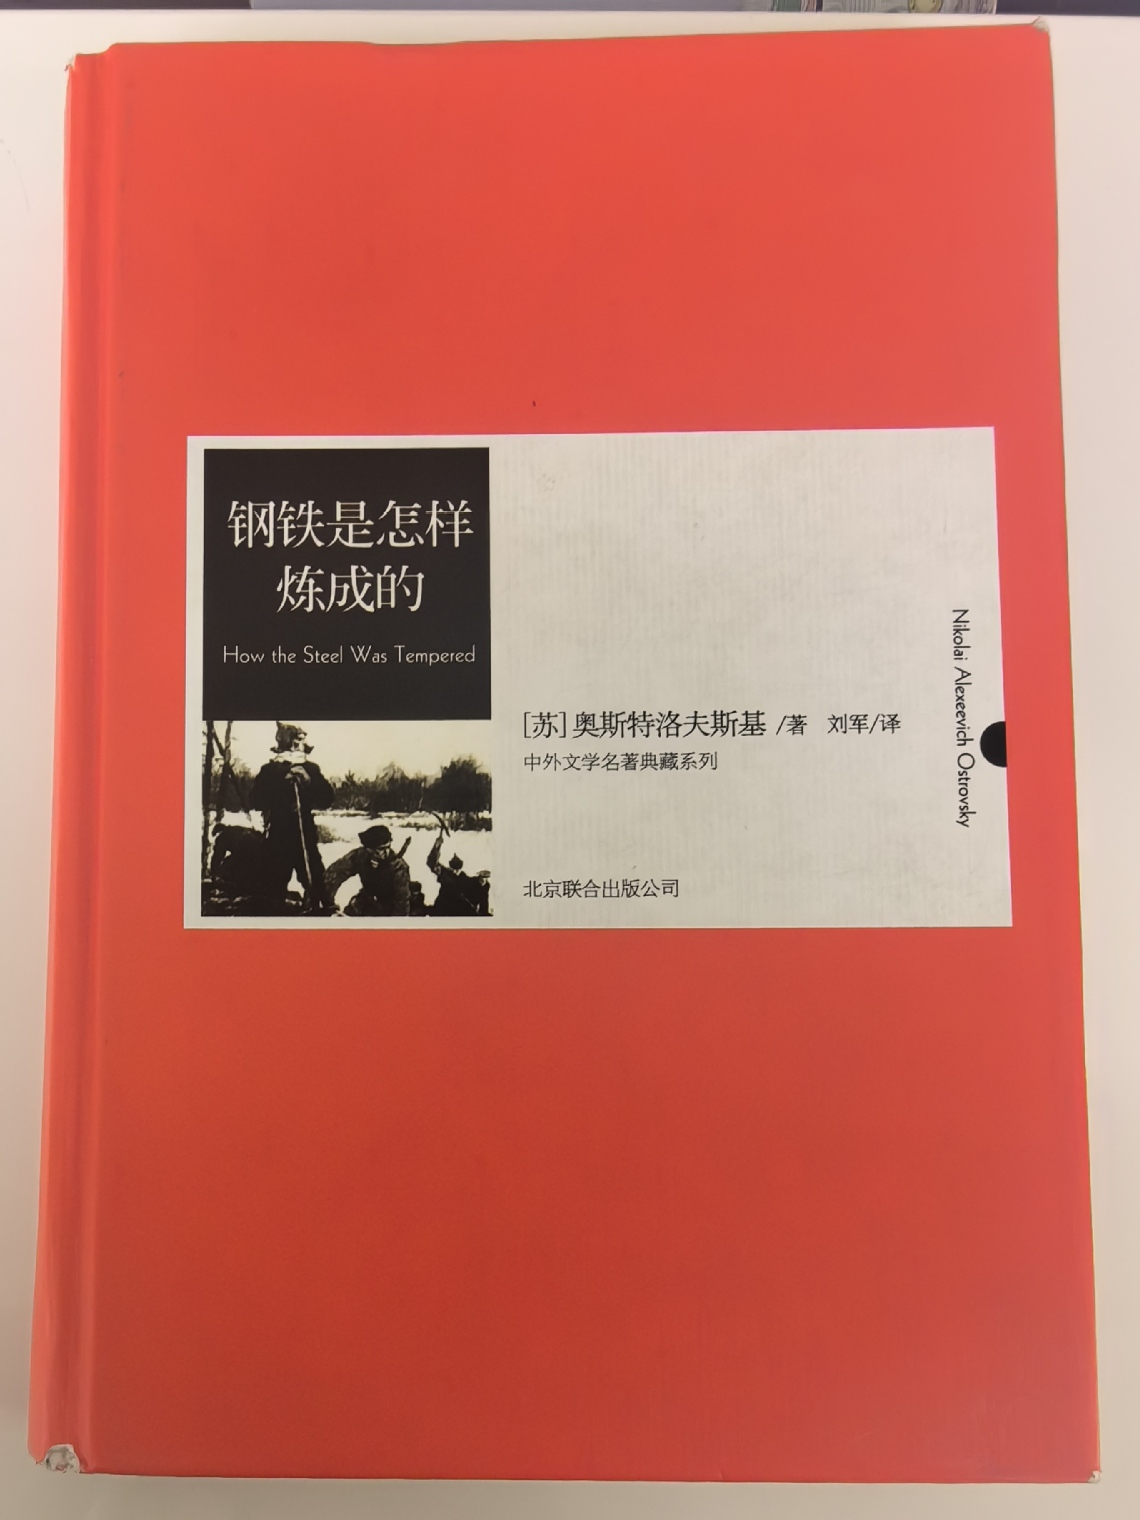 钢铁是怎样
炼成的
How the Steel Was Tempered
[苏]奥斯特洛夫斯基 /著 刘军/译
中外文学名著典藏系列
北京联合出版公司
Nikolai Alexeevich Ostrovsky